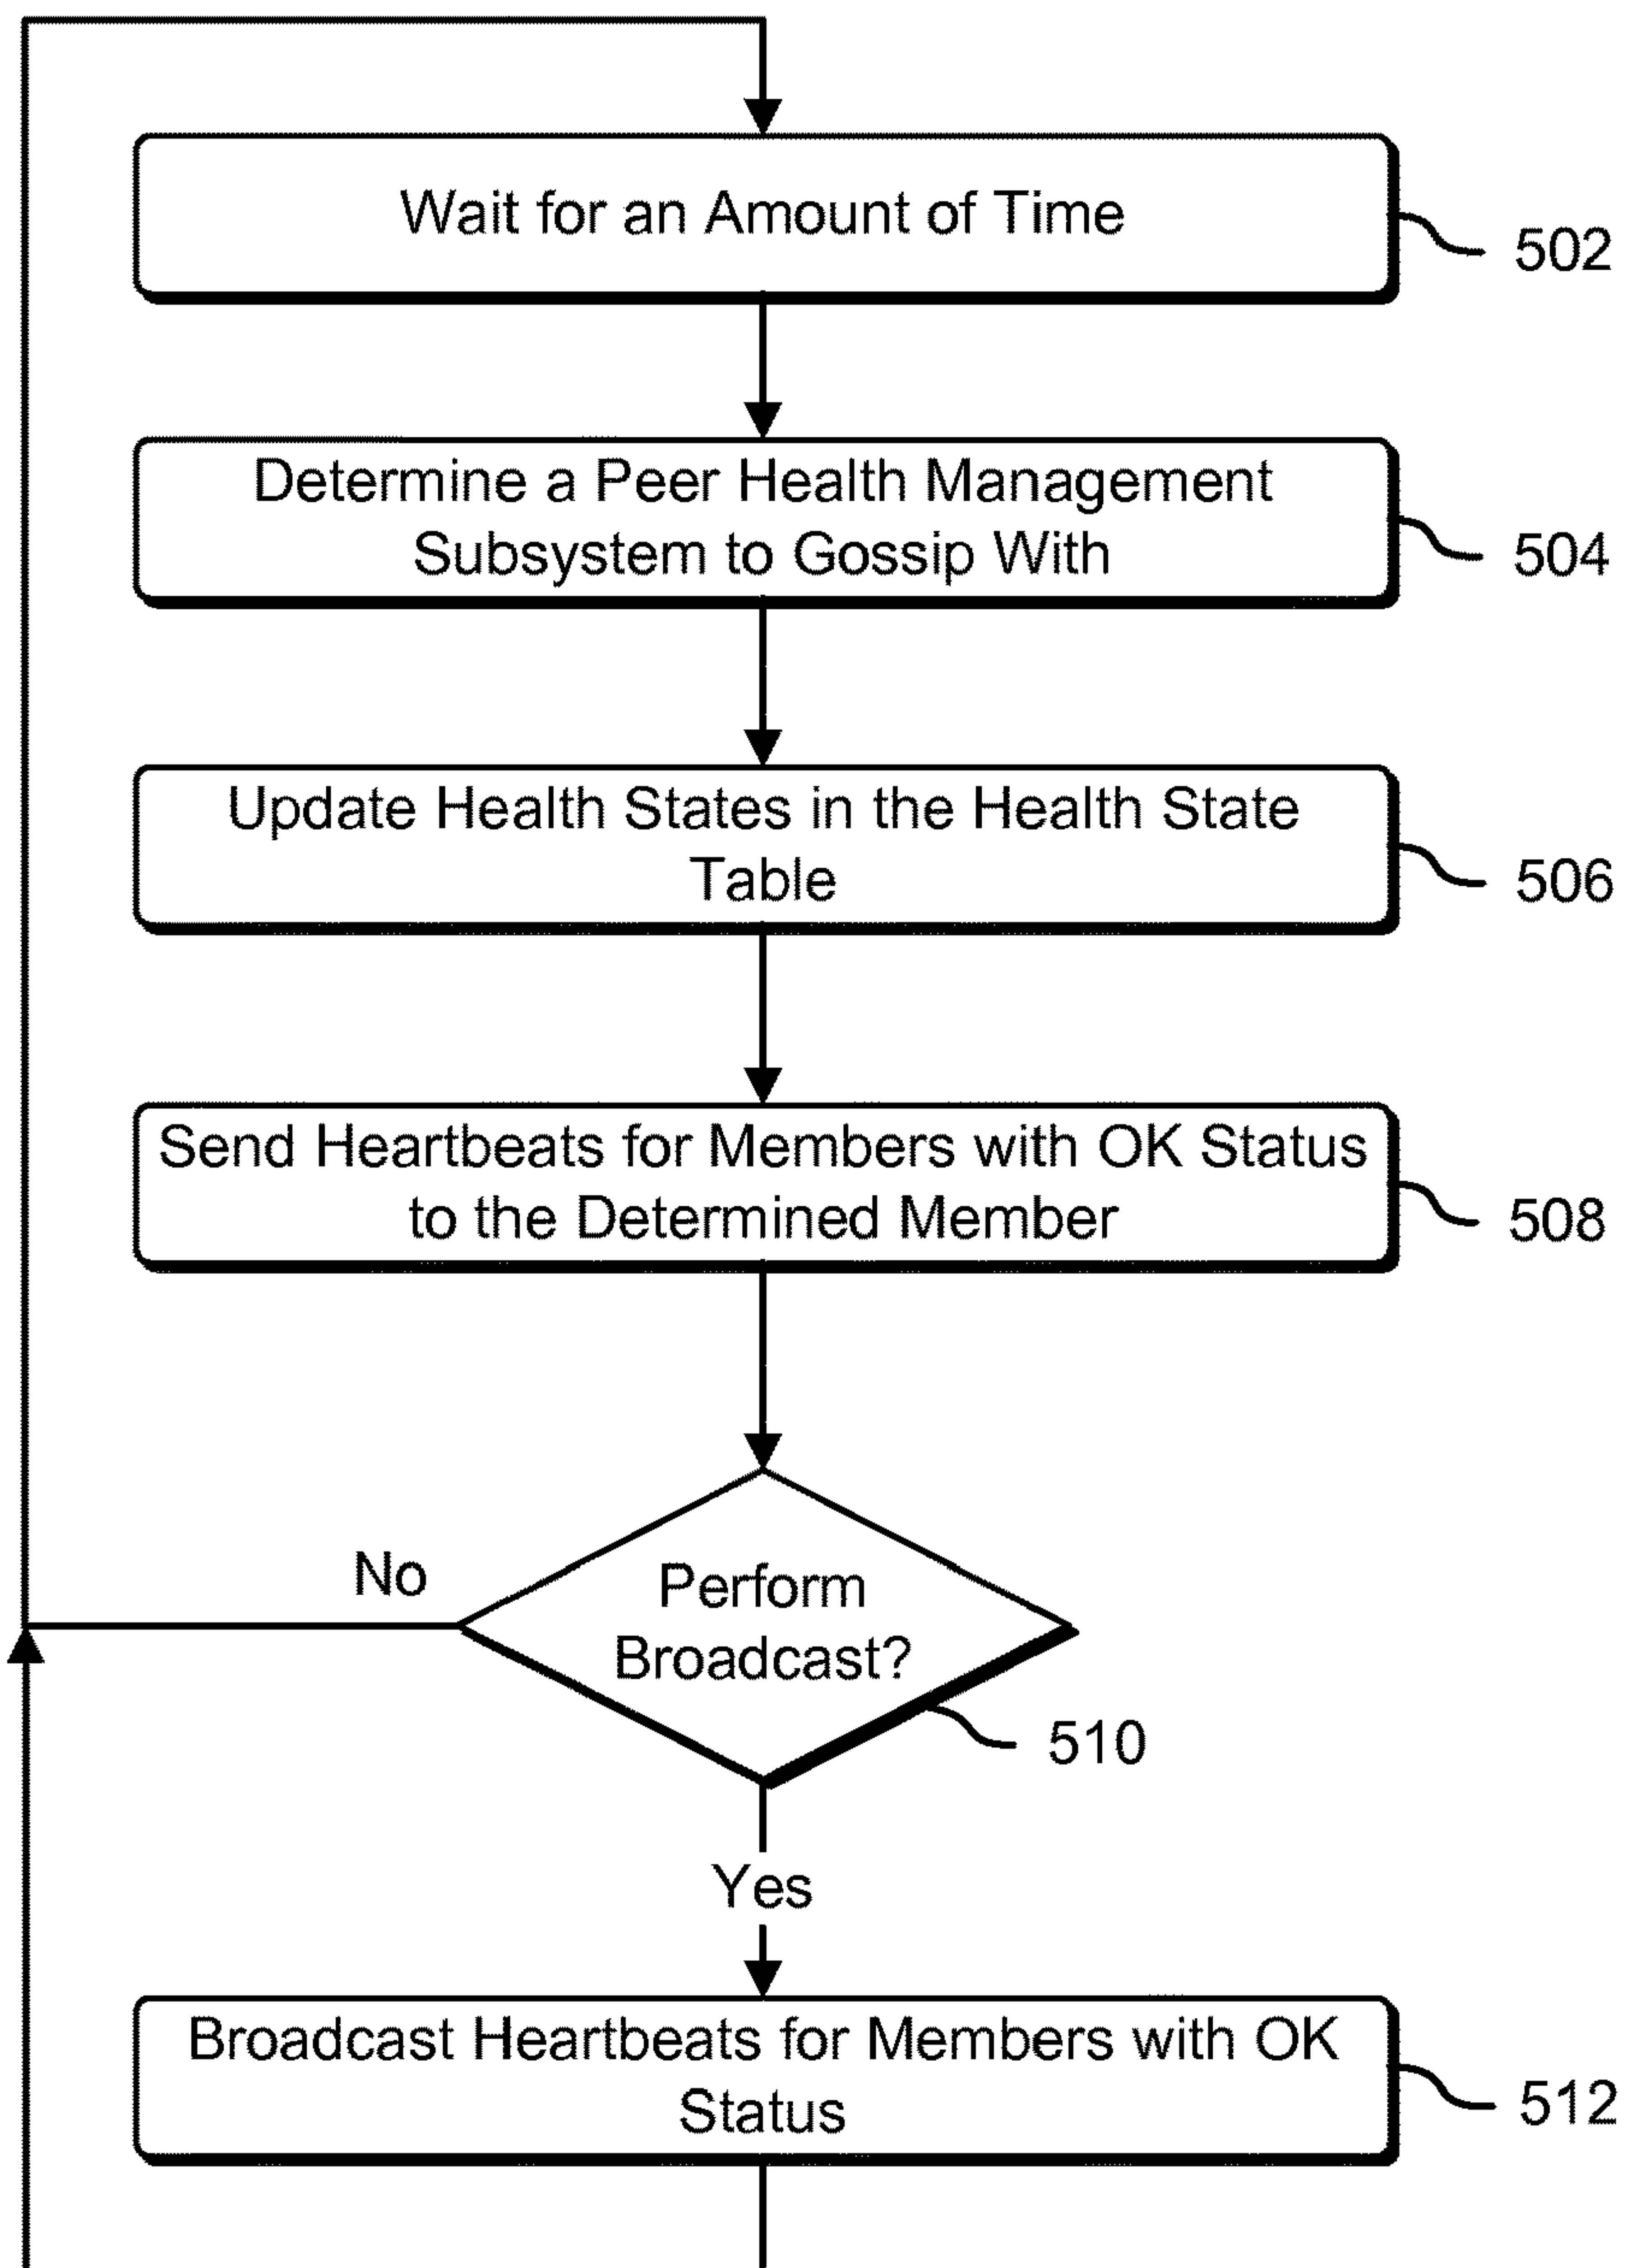 Wait for an Amount of Time
502
Determine a Peer Health Management
Subsystem to Gossip With
504
Update Health States in the Health State
Table
506
Send Heartbeats for Members with OK Status
to the Determined Member
508
No
Perform
Broadcast?
510
Yes
Broadcast Heartbeats for Members with OK
Status
512